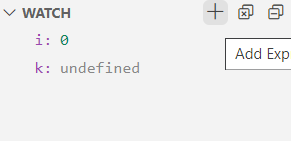 WATCH
i: 0
Add Exp
k: undefined